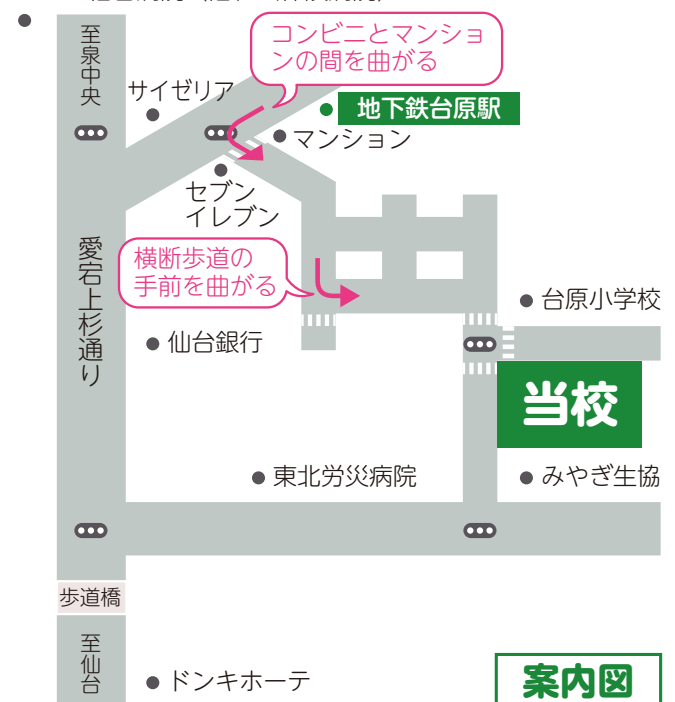 至泉中央
コンビニとマンショ
ンの間を曲がる
サイゼリア
地下鉄台原駅
マンション
セブン
イレブン
愛宕上杉通り
横断歩道の
手前を曲がる
台原小学校
仙台銀行
当校
東北労災病院
みやぎ生協
歩道橋
至仙台
ドンキホーテ
案内図